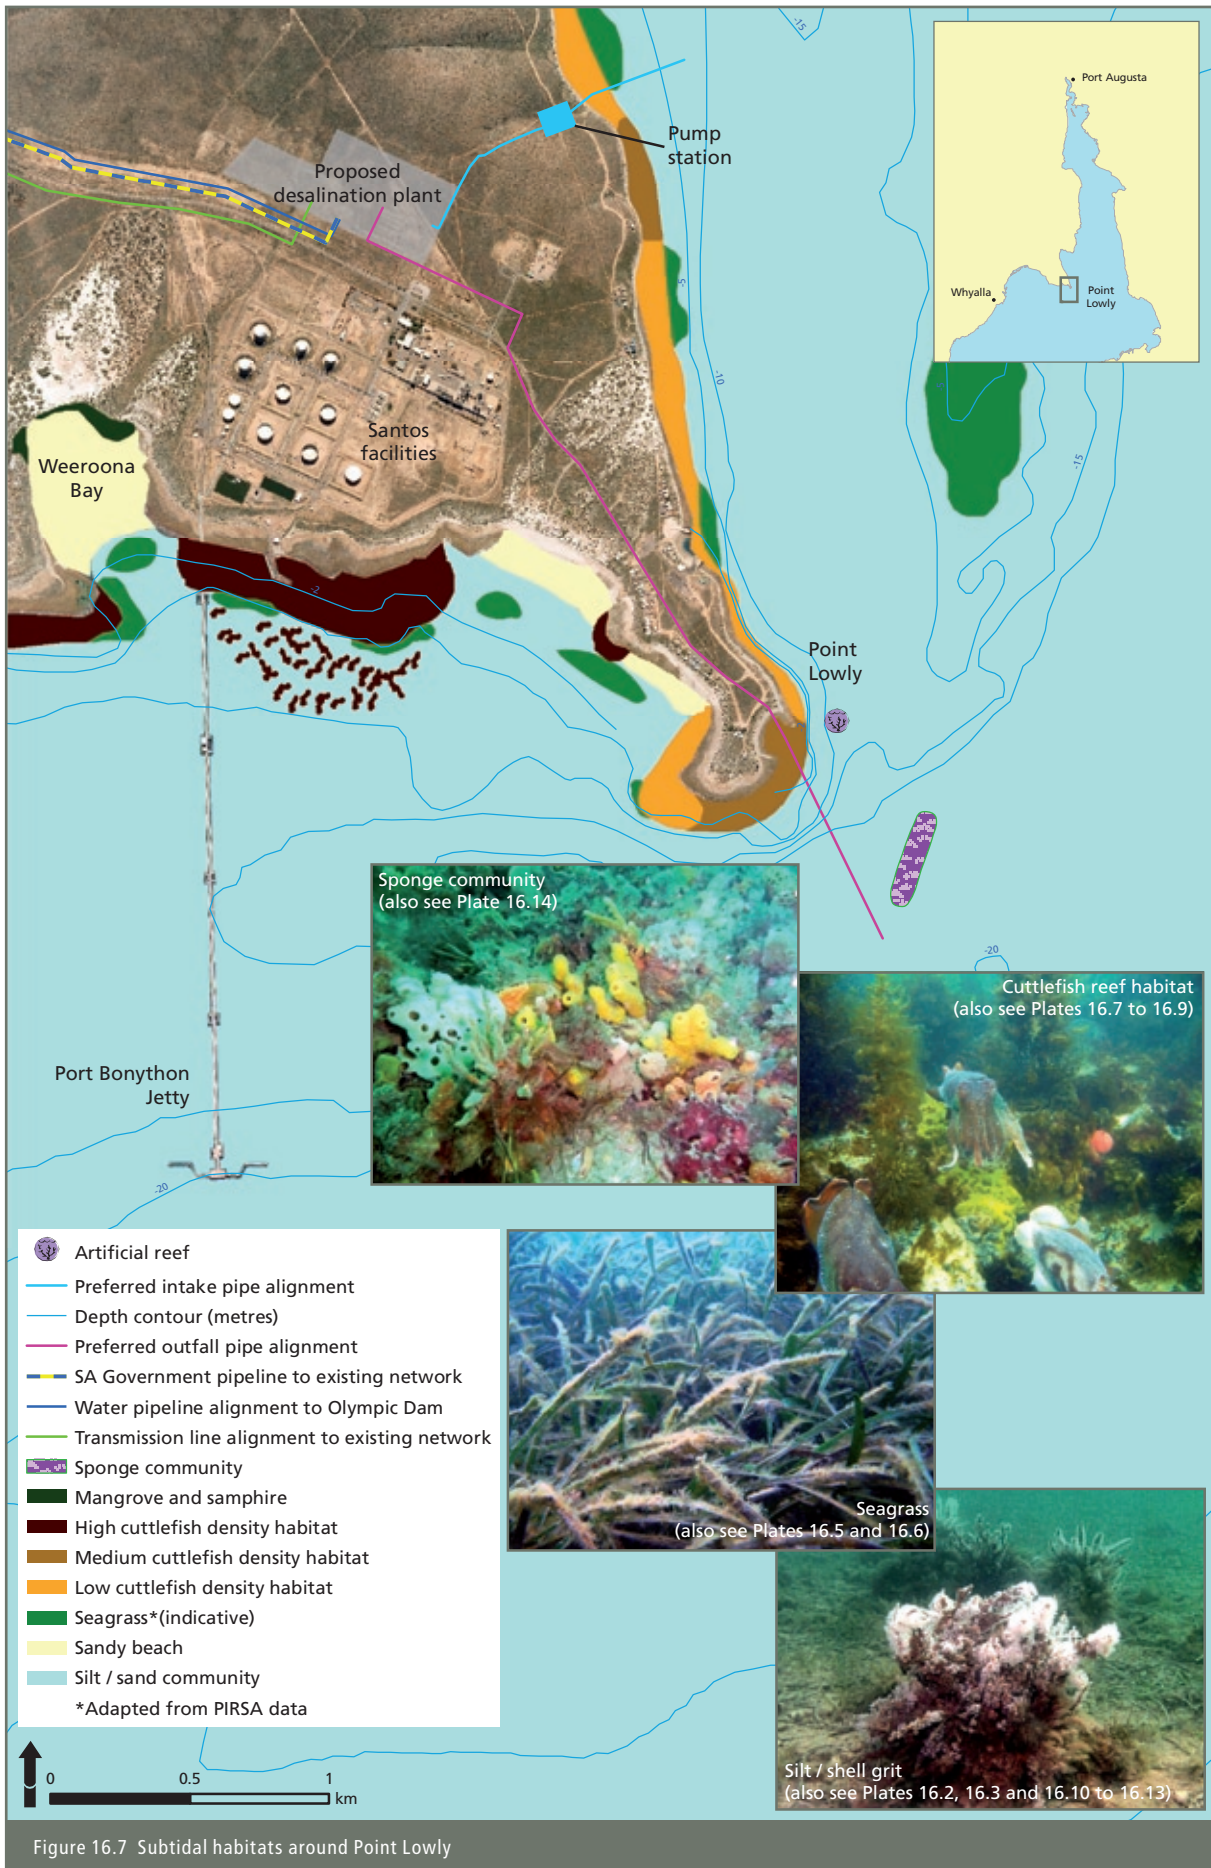 -15
Port Augusta
Whyalla
Point
Lowly
Pump
station
Proposed
desalination plant
-5
-10
-15
Santos
facilities
Weeroona
Bay
-2
Point
Lowly
Sponge community
(also see Plate 16.14)
-20
Cuttlefish reef habitat
(also see Plates 16.7 to 16.9)
Port Bonython
Jetty
-20
Artificial reef
Preferred intake pipe alignment
Depth contour (metres)
Preferred outfall pipe alignment
SA Government pipeline to existing network
Water pipeline alignment to Olympic Dam
Transmission line alignment to existing network
Sponge community
Mangrove and samphire
High cuttlefish density habitat
Medium cuttlefish density habitat
Low cuttlefish density habitat
Seagrass*(indicative)
Sandy beach
Silt / sand community
*Adapted from PIRSA data
Seagrass
(also see Plates 16.5 and 16.6)
Silt / shell grit
(also see Plates 16.2, 16.3 and 16.10 to 16.13)
0 0.5 1
km
Figure 16.7 Subtidal habitats around Point Lowly